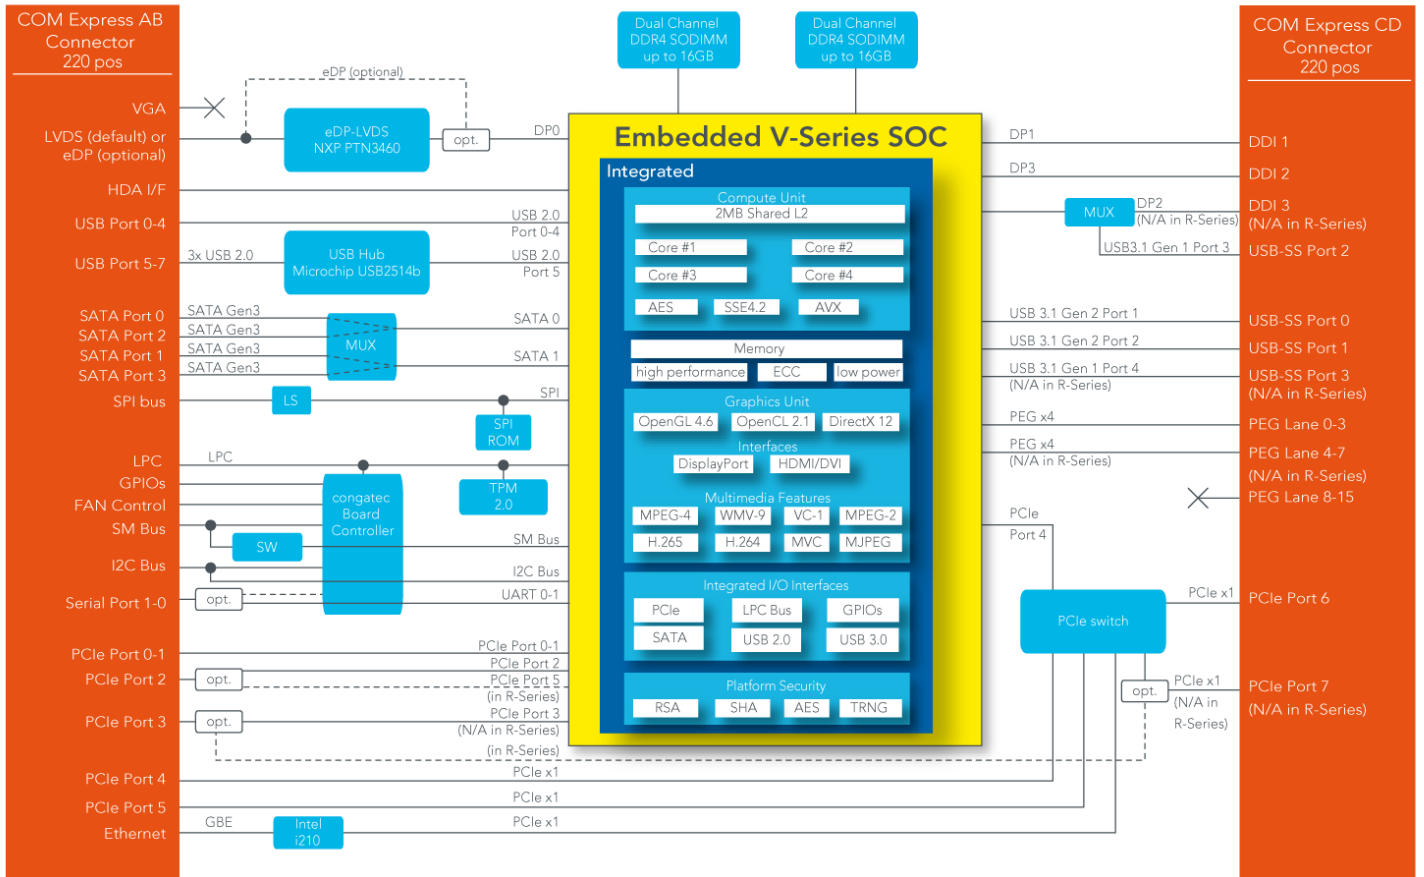 COM Express AB
Connector
220 pos
VGA
LVDS (default) or
eDP (optional)
HDA I/F
USB Port 0-4
USB Port 5-7
SATA Port 0
SATA Port 2
SATA Port 1
SATA Port 3
SPI bus
LPC
GPIOs
FAN Control
SM Bus
I2C Bus
Serial Port 1-0
PCIe Port 0-1
PCIe Port 2
PCIe Port 3
PCIe Port 4
PCIe Port 5
Ethernet
eDP (optional)
eDP-LVDS
NXP PTN3460
opt.
DP0
USB 2.0
Port 0-4
3x USB 2.0
USB Hub
Microchip USB2514b
USB 2.0
Port 5
SATA Gen3
SATA Gen3
SATA Gen3
SATA Gen3
MUX
SATA 0
SATA 1
LS
SPI
SPI
ROM
LPC
TPM
2.0
congatec
Board
Controller
SW
SM Bus
I2C Bus
opt.
UART 0-1
PCIe Port 0-1
PCIe Port 2
opt.
PCIe Port 5
(in R-Series)
opt.
PCIe Port 3
(N/A in R-Series)
(in R-Series)
PCIe x1
PCIe x1
GBE
Intel
i210
PCIe x1
Dual Channel
DDR4 SODIMM
up to 16GB
Dual Channel
DDR4 SODIMM
up to 16GB
Embedded V-Series SOC
Integrated
Compute Unit
2MB Shared L2
Core #1
Core #2
Core #3
Core #4
AES
SSE4.2
AVX
Memory
high performance
ECC
low power
Graphics Unit
OpenGL 4.6
OpenCL 2.1
DirectX 12
Interfaces
DisplayPort
HDMI/DVI
Multimedia Features
MPEG-4
WMV-9
VC-1
MPEG-2
H.265
H.264
MVC
MJPEG
Integrated I/O Interfaces
PCIe
LPC Bus
GPIOs
SATA
USB 2.0
USB 3.0
Platform Security
RSA
SHA
AES
TRNG
DP1
DP3
MUX
DP2
(N/A in R-Series)
USB3.1 Gen 1 Port 3
USB 3.1 Gen 2 Port 1
USB 3.1 Gen 2 Port 2
USB 3.1 Gen 1 Port 4
(N/A in R-Series)
PEG x4
PEG x4
(N/A in R-Series)
PCIe
Port 4
PCIe switch
PCIe x1
opt.
PCIe x1
(N/A in
R-Series)
COM Express CD
Connector
220 pos
DDI 1
DDI 2
DDI 3
(N/A in R-Series)
USB-SS Port 2
USB-SS Port 0
USB-SS Port 1
USB-SS Port 3
(N/A in R-Series)
PEG Lane 0-3
PEG Lane 4-7
(N/A in R-Series)
PEG Lane 8-15
PCIe Port 6
PCIe Port 7
(N/A in R-Series)